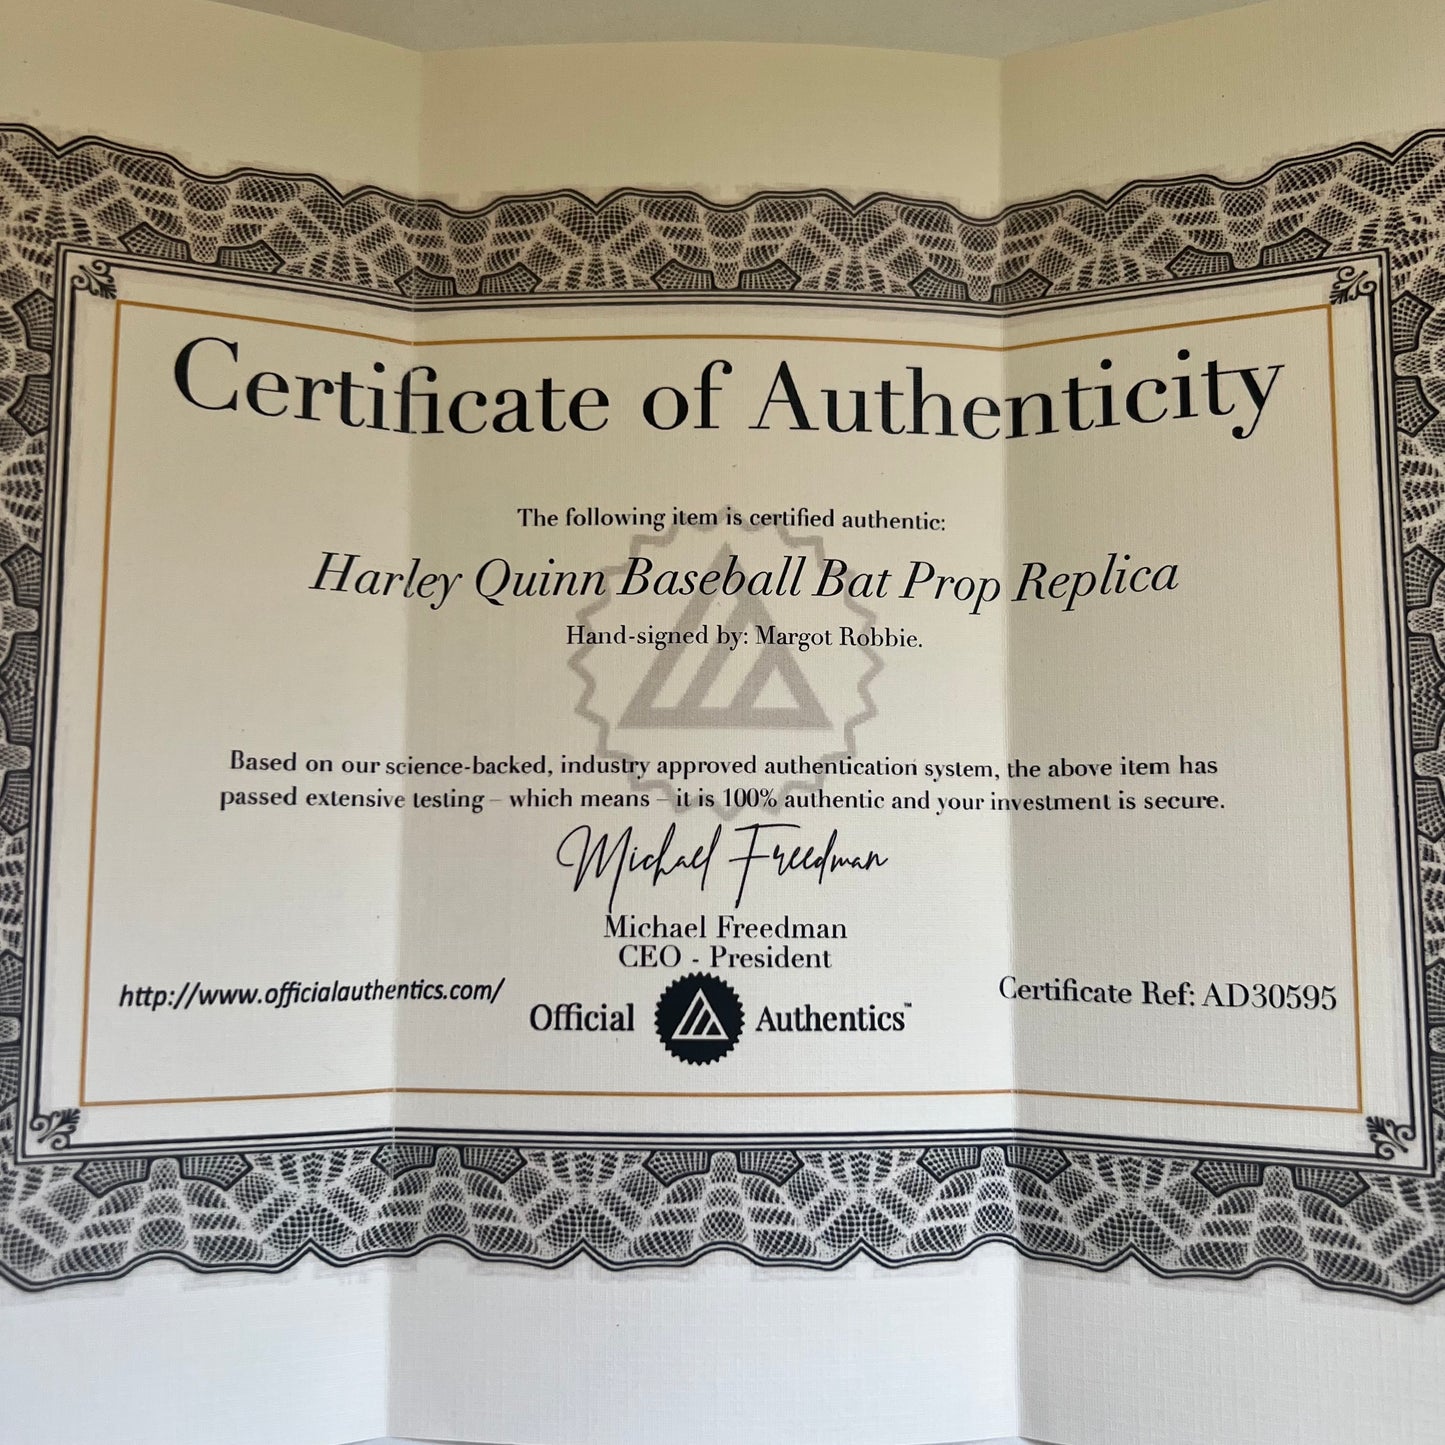 Certificate of Authenticity
The following item is certified authentic:
Harley Quinn Baseball Bat Prop Replica
Hand-signed by: Margot Robbie.
Based on our science-backed, industry approved authentication system, the above item has
passed extensive testing – which means – it is 100% authentic and your investment is secure.
Michael Freedman
Michael Freedman
CEO - President
http://www.officialauthentics.com/
Official Authentics™
Certificate Ref: AD30595